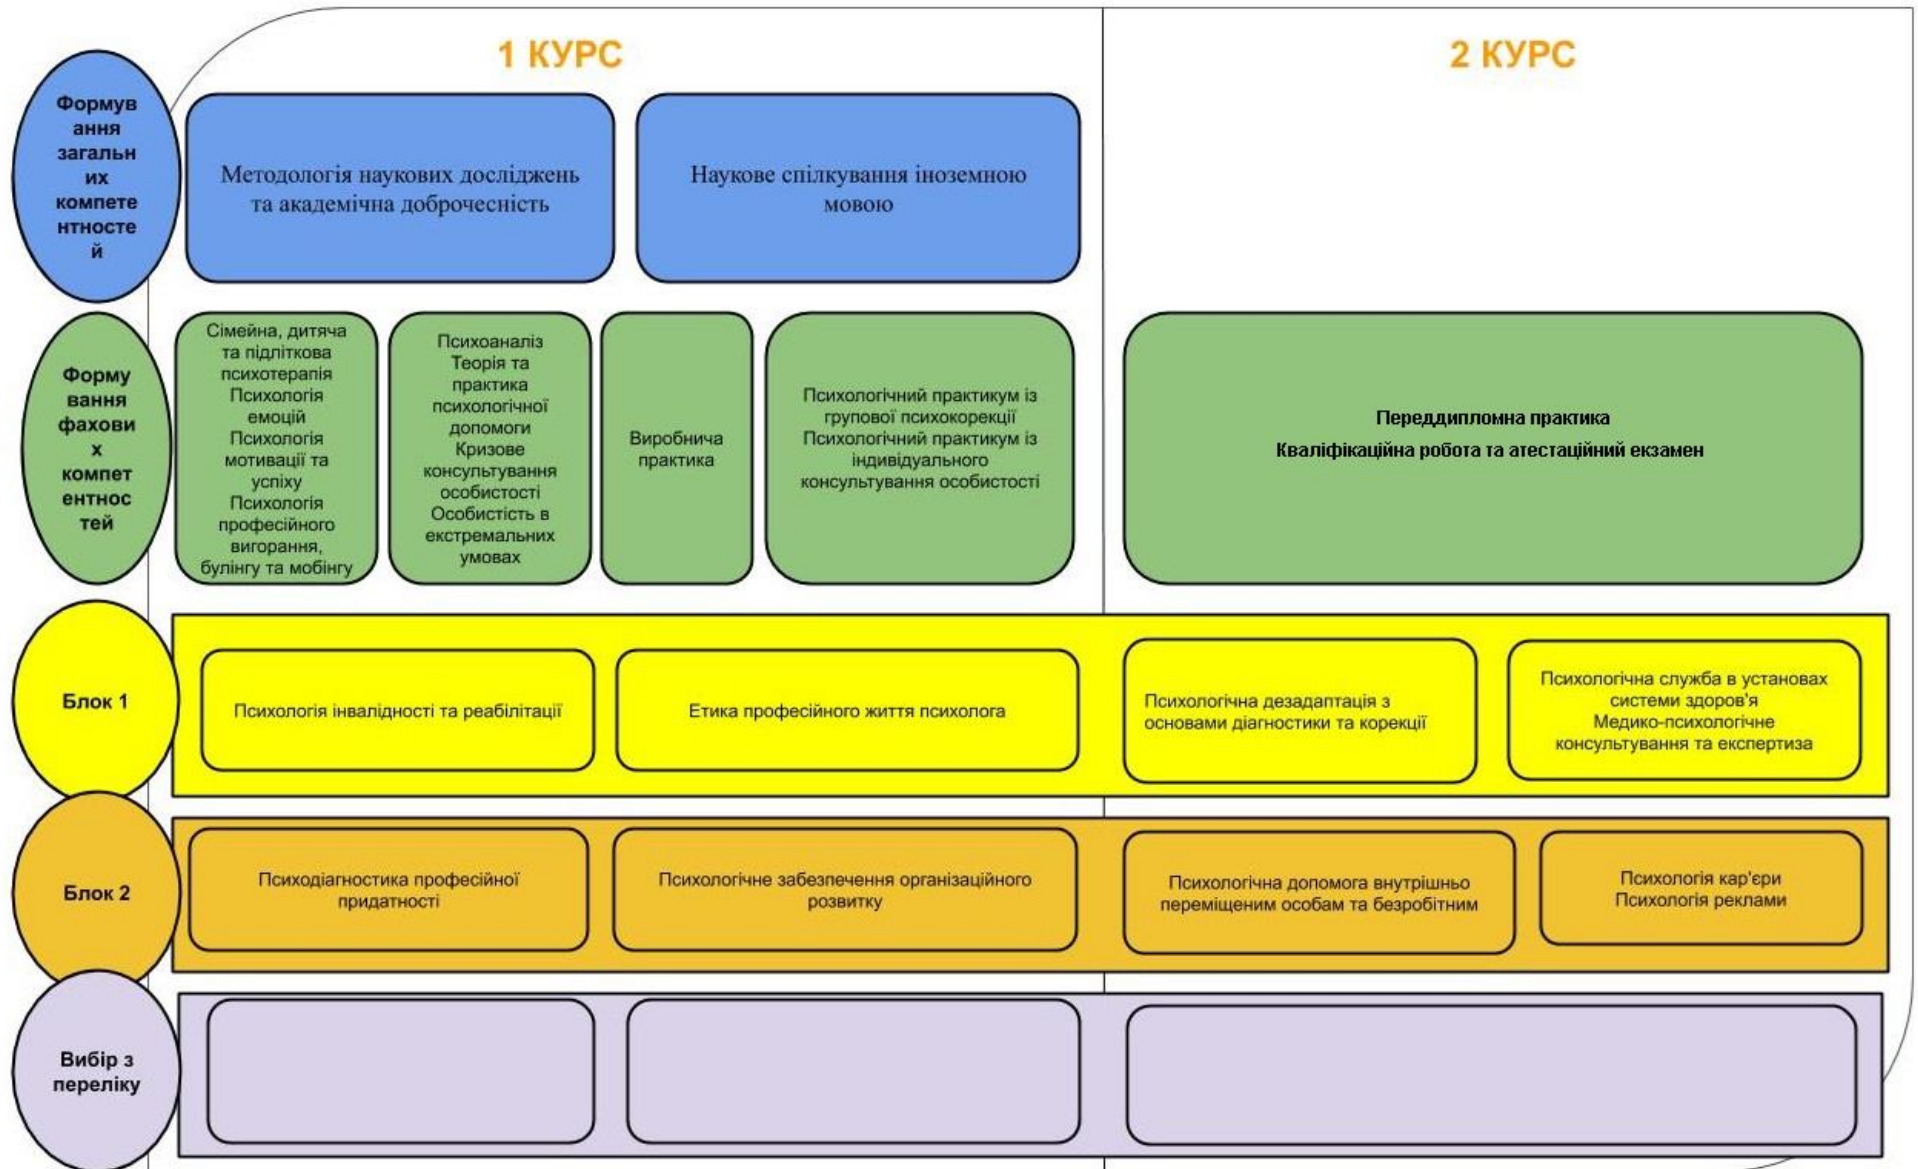 1 КУРС
2 КУРС
Формув
ання
загальн
их
компете
нтносте
й
Методологія наукових досліджень
та академічна доброчесність
Наукове спілкування іноземною
мовою
Форму
вання
фахови
х
компет
ентнос
тей
Сімейна, дитяча
та підліткова
психотерапія
Психологія
емоцій
Психологія
мотивації та
успіху
Психологія
професійного
вигорання,
булінгу та мобінгу
Психоаналіз
Теорія та
практика
психологічної
допомоги
Кризове
консультування
особистості
Особистість в
екстремальних
умовах
Виробнича
практика
Психологічний практикум із
групової психокорекції
Психологічний практикум із
індивідуального
консультування особистості
Переддипломна практика
Кваліфікаційна робота та атестаційний екзамен
Блок 1
Психологія інвалідності та реабілітації
Етика професійного життя психолога
Психологічна дезадаптація з
основами діагностики та корекції
Психологічна служба в установах
системи здоров'я
Медико-психологічне
консультування та експертиза
Блок 2
Психодіагностика професійної
придатності
Психологічне забезпечення організаційного
розвитку
Психологічна допомога внутрішньо
переміщеним особам та безробітним
Психологія кар'єри
Психологія реклами
Вибір з
переліку